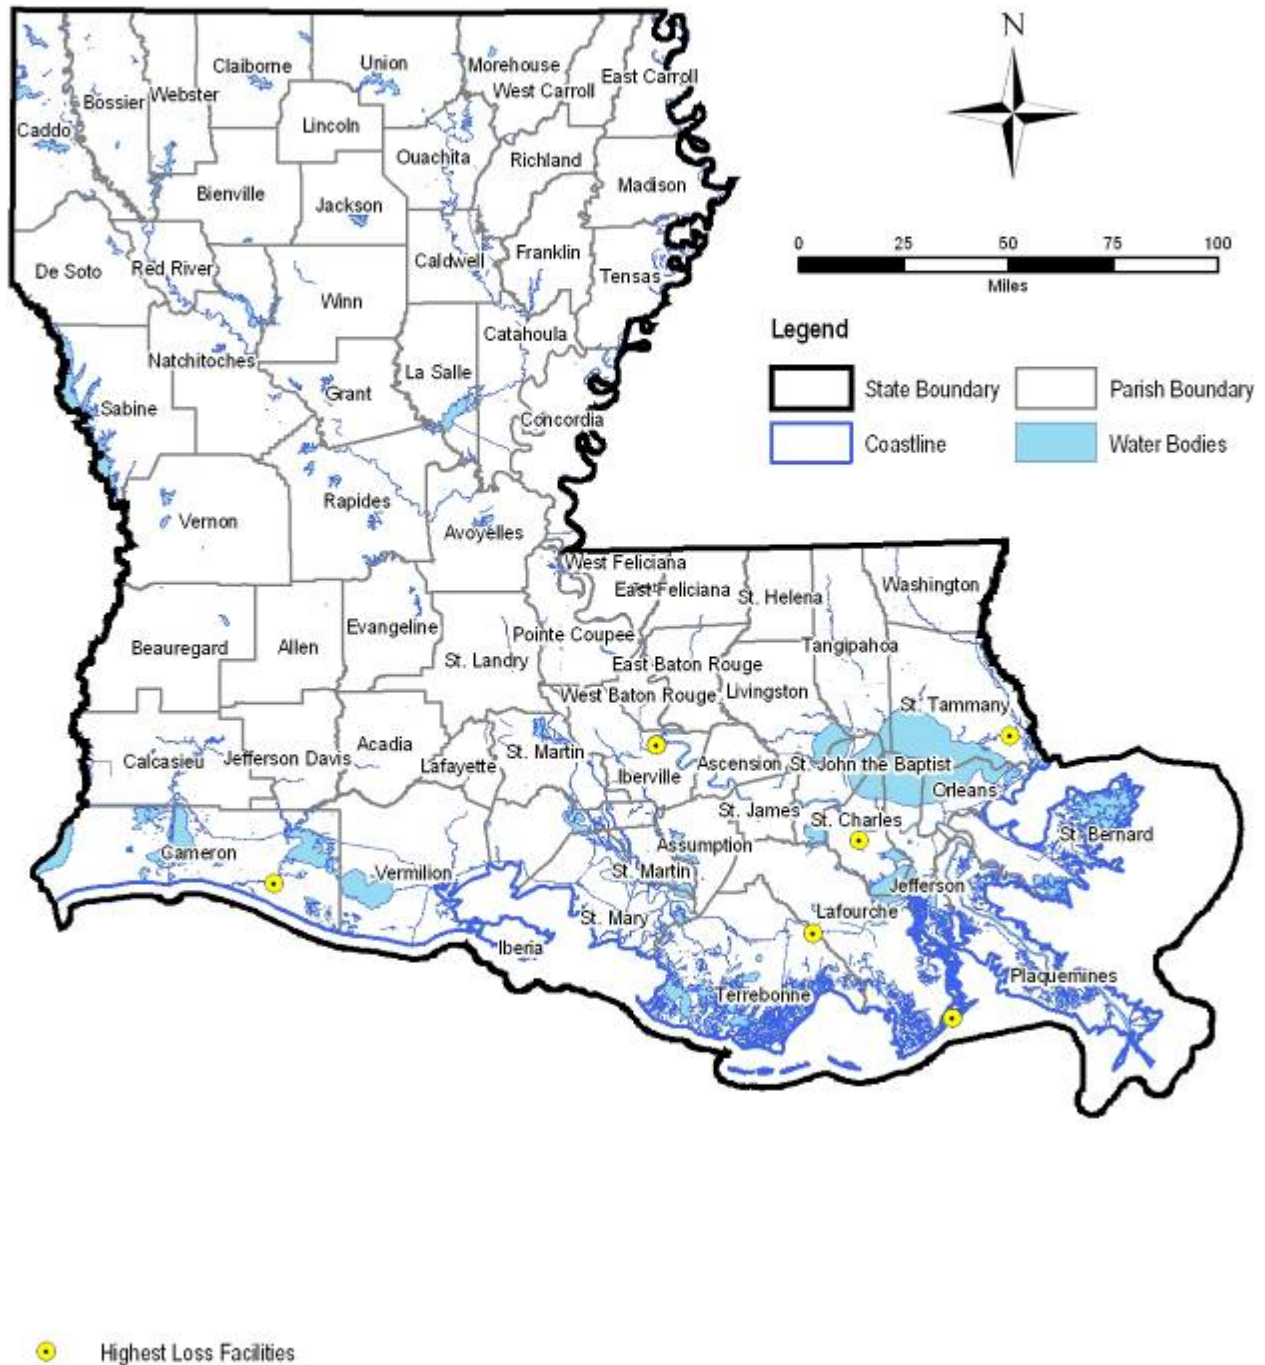 N
Claiborne
Union
Morehouse
West Carroll
East Carroll
Bossier
Webster
Caddo
Lincoln
Ouachita
Richland
Madison
Bienville
Jackson
De Soto
Red River
Caldwell
Franklin
Tensas
Winn
Natchitoches
Catahoula
La Salle
Grant
Sabine
Concordia
Rapides
Vernon
Avoyelles
0 25 50 75 100
Miles
Legend
State Boundary
Parish Boundary
Coastline
Water Bodies
West Feliciana
East Feliciana
St. Helena
Washington
Beauregard
Allen
Evangeline
Pointe Coupee
Tangipahoa
St. Landry
East Baton Rouge
West Baton Rouge
Livingston
St. Tammany
Calcasieu
Jefferson Davis
Acadia
Lafayette
St. Martin
Iberville
Ascension
St. John the Baptist
Orleans
St. James
St. Charles
St. Bernard
Cameron
Vermilion
Assumption
St. Martin
Jefferson
St. Mary
Lafourche
Iberia
Terrebonne
Plaquemines
Highest Loss Facilities